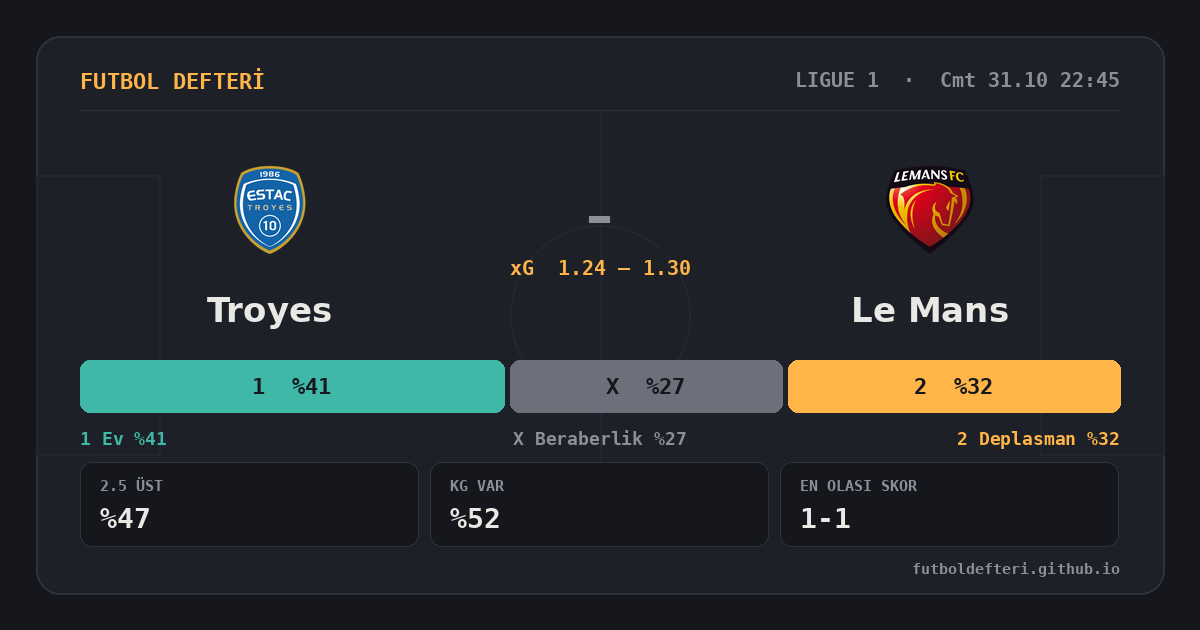 FUTBOL DEFTERİ
LIGUE 1 · Cmt 31.10 22:45
1986
ESTAC
TROYES
10
LEMANS FC
–
xG 1.24 – 1.30
Troyes
Le Mans
1 %41
X %27
2 %32
1 Ev %41
X Beraberlik %27
2 Deplasman %32
2.5 ÜST
KG VAR
EN OLASI SKOR
%47
%52
1-1
futboldefteri.github.io